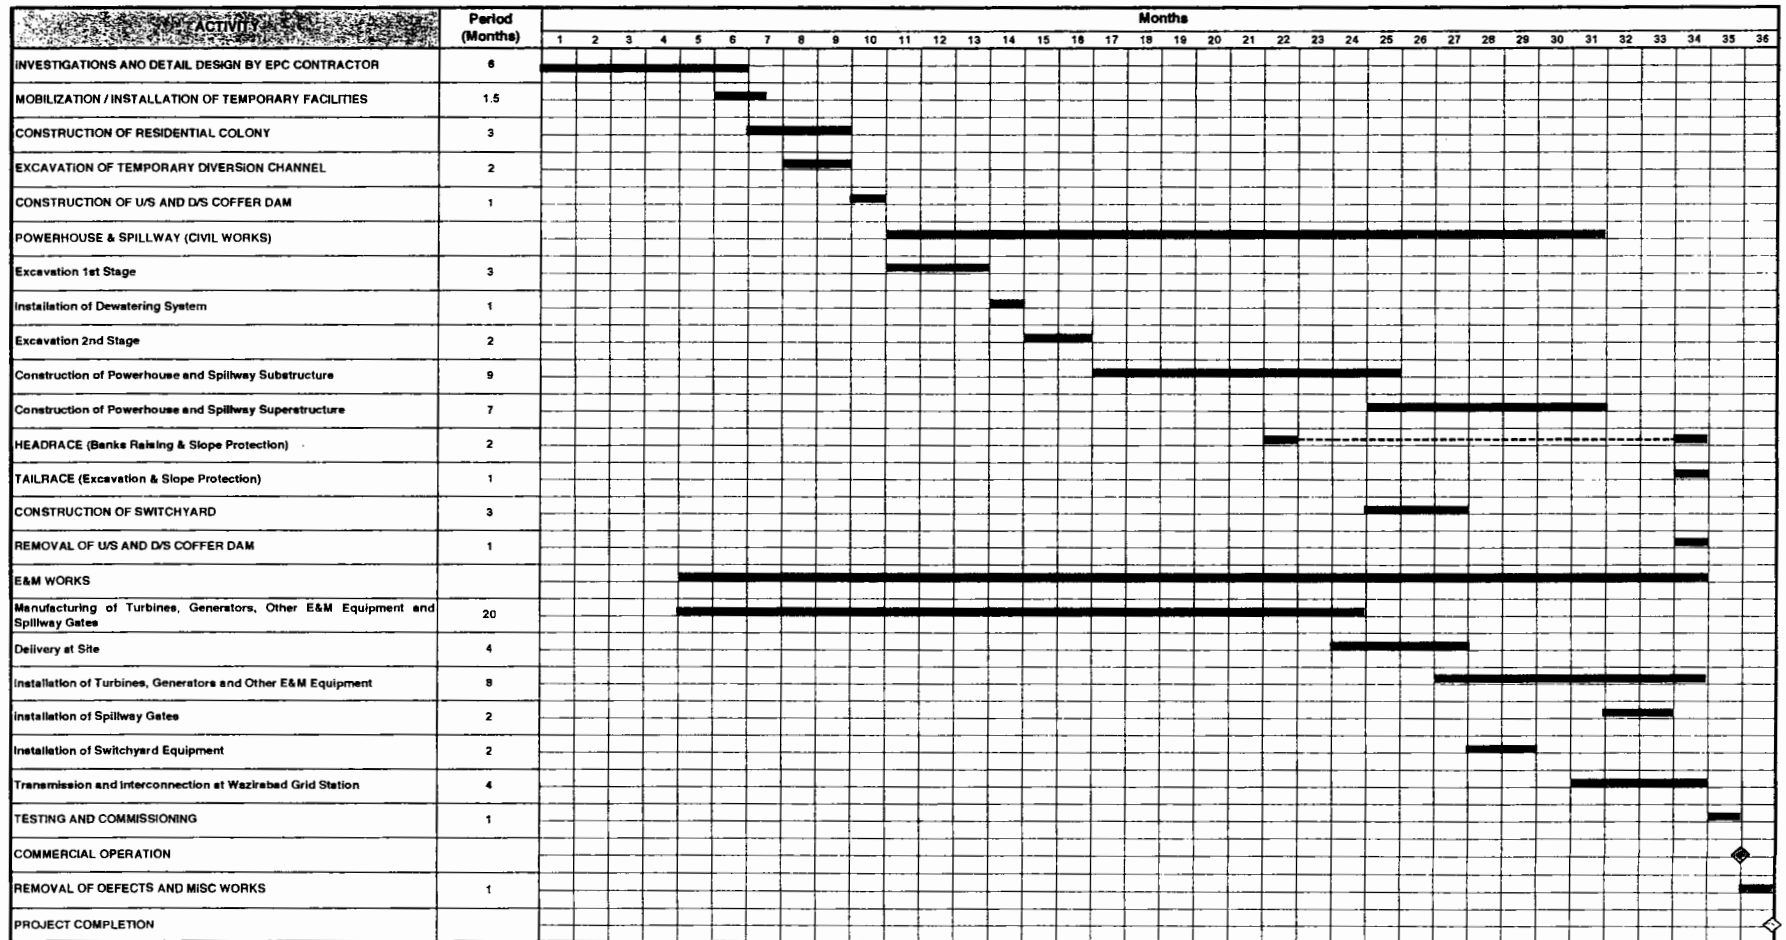 ACTIVITY
Period
(Months)
Months
1 2 3 4 5 6 7 8 9 10 11 12 13 14 15 16 17 18 19 20 21 22 23 24 25 26 27 28 29 30 31 32 33 34 35 36
INVESTIGATIONS AND DETAIL DESIGN BY EPC CONTRACTOR 6
MOBILIZATION / INSTALLATION OF TEMPORARY FACILITIES 1.5
CONSTRUCTION OF RESIDENTIAL COLONY 3
EXCAVATION OF TEMPORARY DIVERSION CHANNEL 2
CONSTRUCTION OF U/S AND D/S COFFER DAM 1
POWERHOUSE & SPILLWAY (CIVIL WORKS)
Excavation 1st Stage 3
Installation of Dewatering System 1
Excavation 2nd Stage 2
Construction of Powerhouse and Spillway Substructure 9
Construction of Powerhouse and Spillway Superstructure 7
HEADRACE (Banks Raising & Slope Protection) 2
TAILRACE (Excavation & Slope Protection) 1
CONSTRUCTION OF SWITCHYARD 3
REMOVAL OF U/S AND D/S COFFER DAM 1
E&M WORKS
Manufacturing of Turbines, Generators, Other E&M Equipment and
Spillway Gates 20
Delivery at Site 4
Installation of Turbines, Generators and Other E&M Equipment 8
Installation of Spillway Gates 2
Installation of Switchyard Equipment 2
Transmission and Interconnection at Wazirabad Grid Station 4
TESTING AND COMMISSIONING 1
COMMERCIAL OPERATION
REMOVAL OF DEFECTS AND MISC WORKS 1
PROJECT COMPLETION